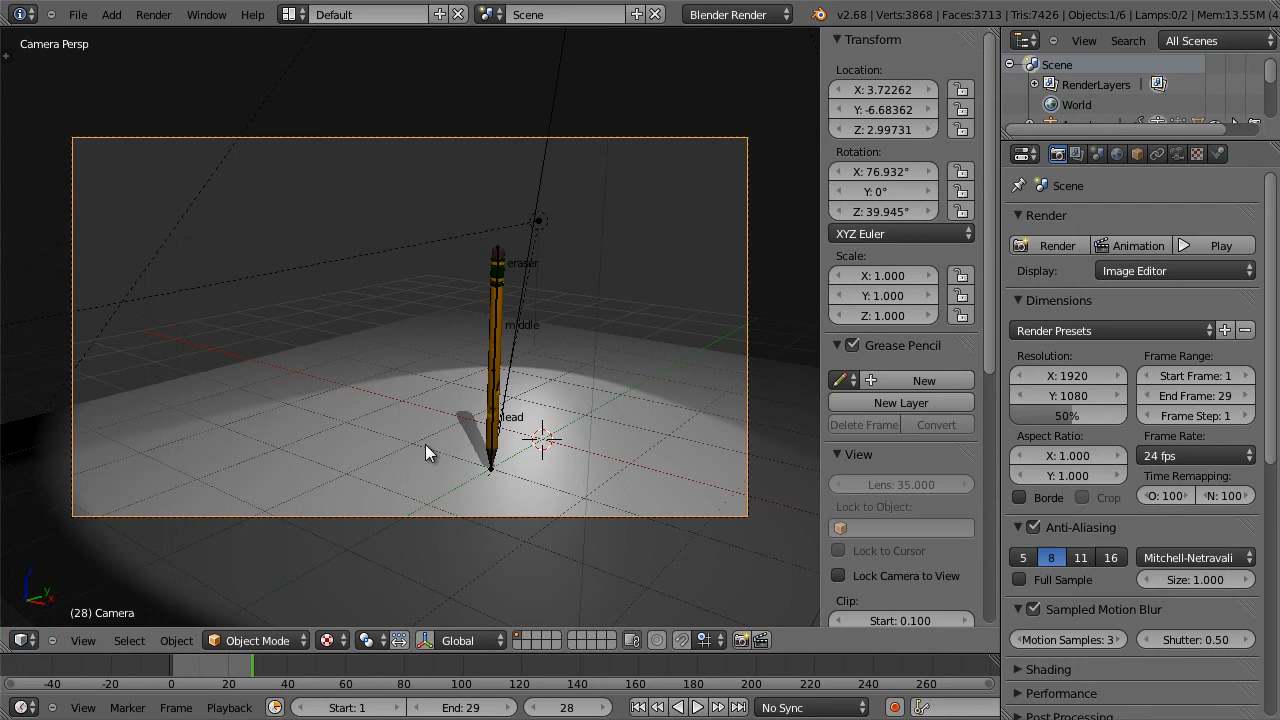 File Add Render Window Help Default Scene Blender Render v2.68 | Verts:3868 | Faces:3713 | Tris:7426 | Objects:1/6 | Lamps:0/2 | Mem:13.55M (4
Camera Persp
Transform
Location:
X: 3.72262
Y: -6.68362
Z: 2.99731
Rotation:
X: 76.932°
Y: 0°
Z: 39.945°
XYZ Euler
Scale:
X: 1.000
Y: 1.000
Z: 1.000
Grease Pencil
New
New Layer
Delete Frame Convert
View
Lens: 35.000
Lock to Object:
Lock to Cursor
Lock Camera to View
Clip:
Start: 0.100
eraser
middle
lead
z
y
x
(28) Camera
View Select Object Object Mode Global
-40 -20 0 20 40 60 80 100 120 140 160 180 200 220 240 260
View Marker Frame Playback Start: 1 End: 29 28 No Sync
View Search All Scenes
Scene
RenderLayers |
World
Scene
Render
Render Animation Play
Display: Image Editor
Dimensions
Render Presets
Resolution: Frame Range:
X: 1920 Start Frame: 1
Y: 1080 End Frame: 29
50% Frame Step: 1
Aspect Ratio: Frame Rate:
X: 1.000 24 fps
Y: 1.000 Time Remapping:
Borde Crop O: 100 N: 100
Anti-Aliasing
5 8 11 16 Mitchell-Netravali
Full Sample Size: 1.000
Sampled Motion Blur
Motion Samples: 3 Shutter: 0.50
Shading
Performance
Post Processing